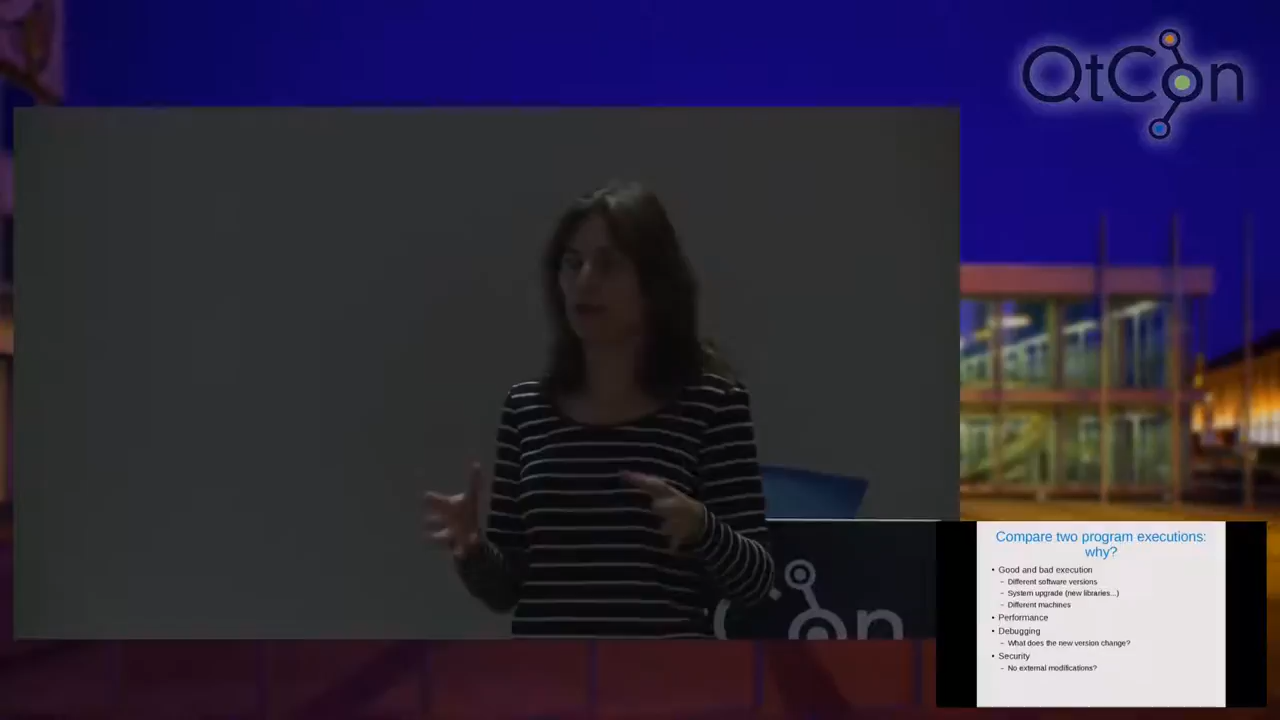 QtCon
Compare two program executions:
why?
• Good and bad execution
– Different software versions
– System upgrade (new libraries...)
– Different machines
• Performance
• Debugging
– What does the new version change?
• Security
– No external modifications?
Con